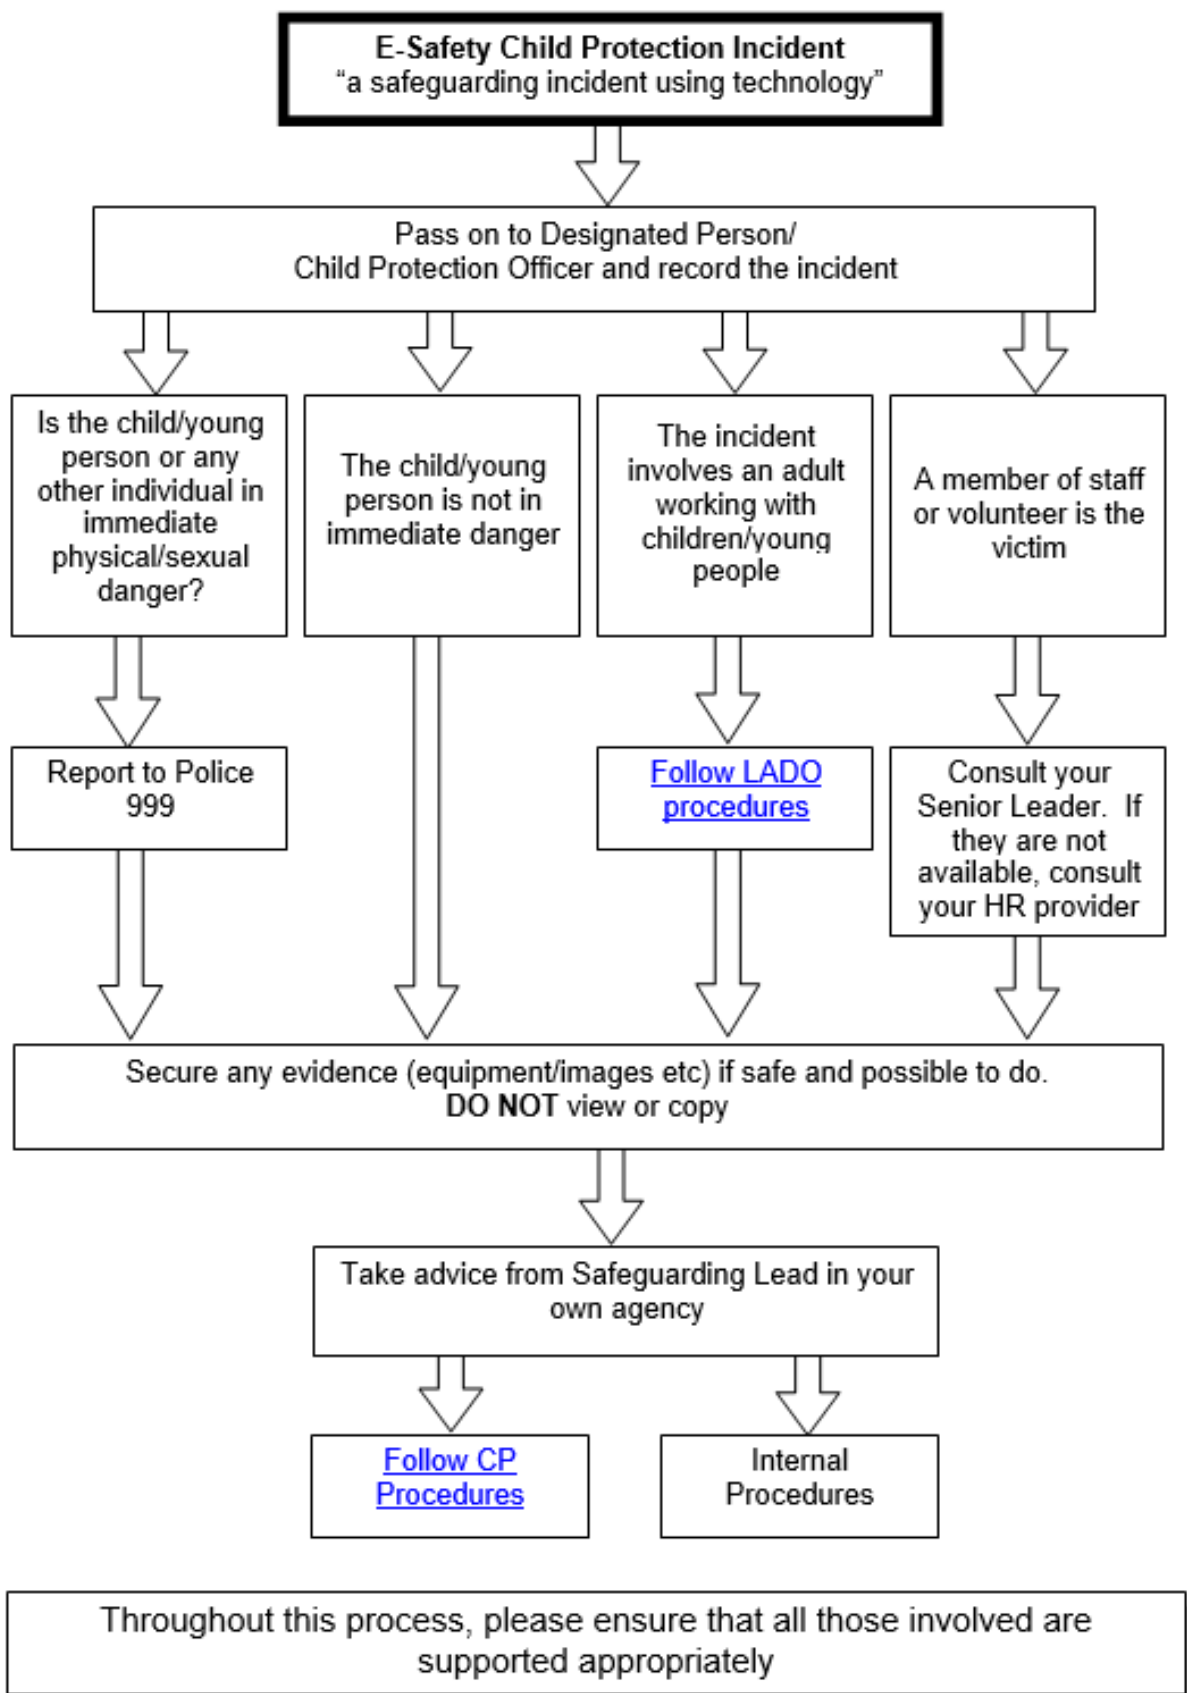 E-Safety Child Protection Incident
“a safeguarding incident using technology”
Pass on to Designated Person/
Child Protection Officer and record the incident
Is the child/young
person or any
other individual in
immediate
physical/sexual
danger?
The child/young
person is not in
immediate danger
The incident
involves an adult
working with
children/young
people
A member of staff
or volunteer is the
victim
Report to Police
999
Follow LADO
procedures
Consult your
Senior Leader.  If
they are not
available, consult
your HR provider
Secure any evidence (equipment/images etc) if safe and possible to do.
DO NOT view or copy
Take advice from Safeguarding Lead in your
own agency
Follow CP
Procedures
Internal
Procedures
Throughout this process, please ensure that all those involved are
supported appropriately